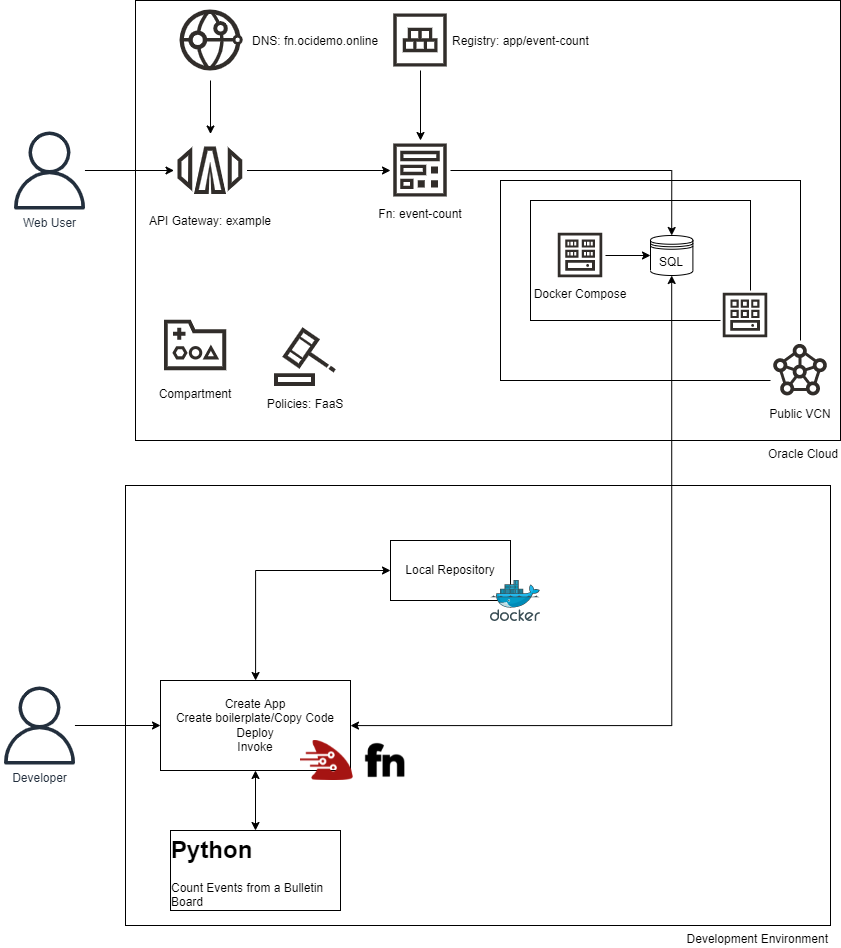 DNS: fn.ocidemo.online
Registry: app/event-count
Web User
API Gateway: example
Fn: event-count
SQL
Docker Compose
Compartment
Policies: FaaS
Public VCN
Oracle Cloud
Local Repository
docker
Create App
Create boilerplate/Copy Code
Deploy
Invoke
fn
Developer
Python
Count Events from a Bulletin
Board
Development Environment